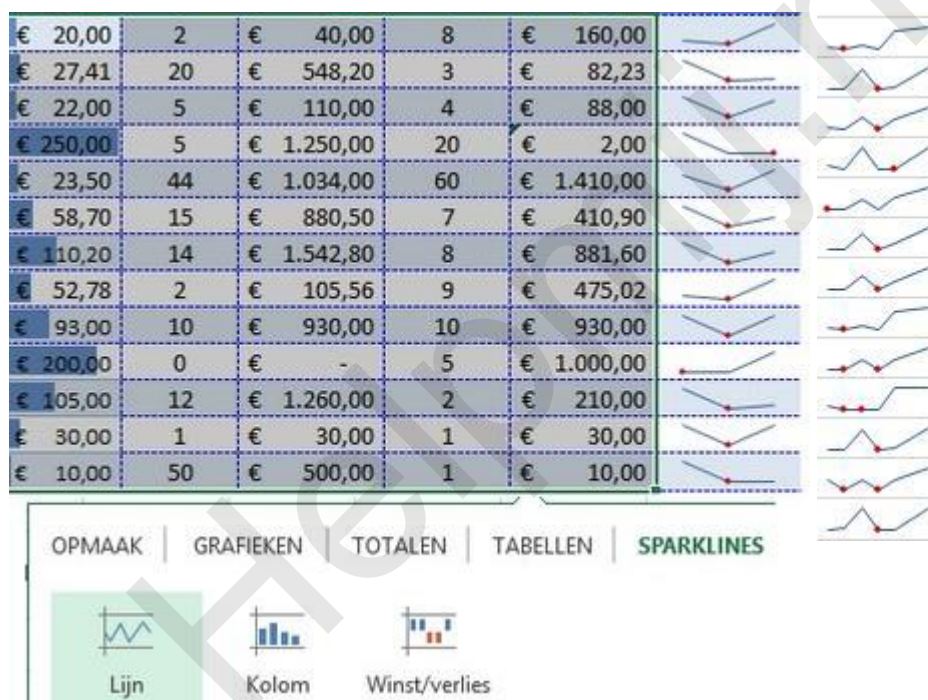 € 20,00 2 € 40,00 8 € 160,00
€ 27,41 20 € 548,20 3 € 82,23
€ 22,00 5 € 110,00 4 € 88,00
€ 250,00 5 € 1.250,00 20 € 2,00
€ 23,50 44 € 1.034,00 60 € 1.410,00
€ 58,70 15 € 880,50 7 € 410,90
€ 110,20 14 € 1.542,80 8 € 881,60
€ 52,78 2 € 105,56 9 € 475,02
€ 93,00 10 € 930,00 10 € 930,00
€ 200,00 0 € - 5 € 1.000,00
€ 105,00 12 € 1.260,00 2 € 210,00
€ 30,00 1 € 30,00 1 € 30,00
€ 10,00 50 € 500,00 1 € 10,00
OPMAAK GRAFIEKEN TOTALEN TABELLEN SPARKLINES
Lijn Kolom Winst/verlies